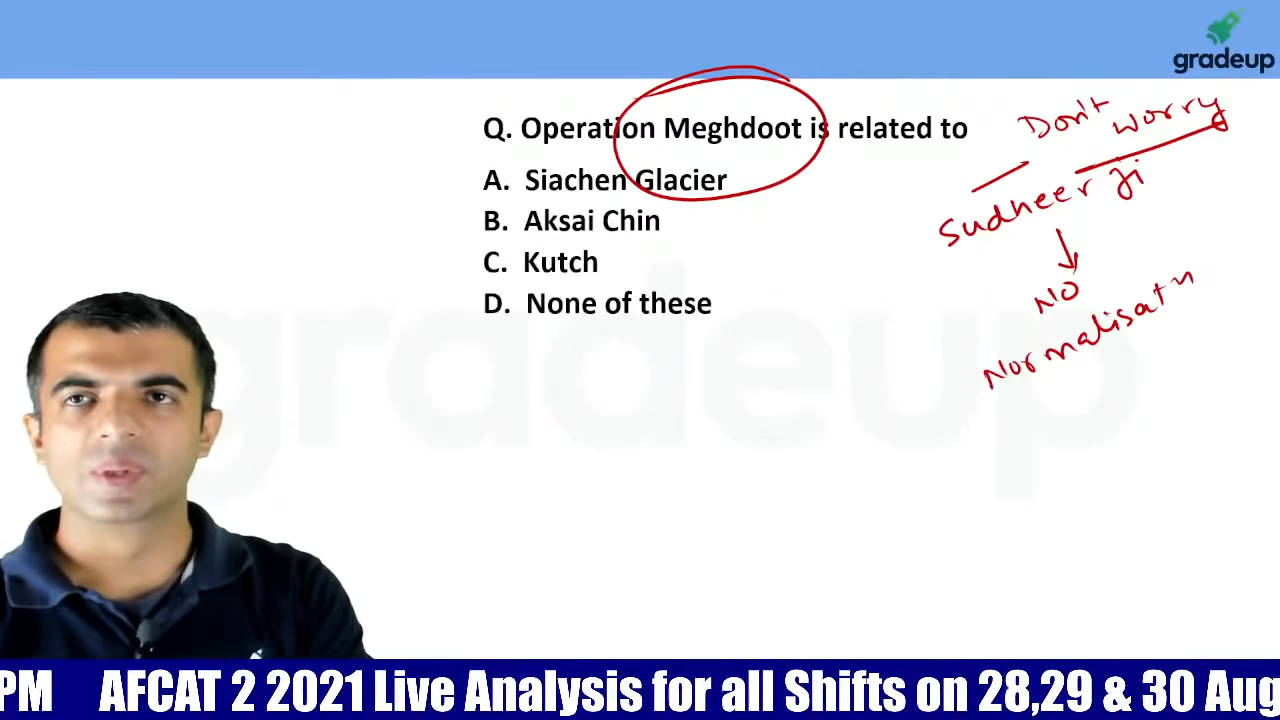 gradeup
Q. Operation Meghdoot is related to
A. Siachen Glacier
B. Aksai Chin
C. Kutch
D. None of these
Don't worry
Sudheer Ji
NO
Normalisatn
gradeup
PM AFCAT 2 2021 Live Analysis for all Shifts on 28,29 & 30 Aug